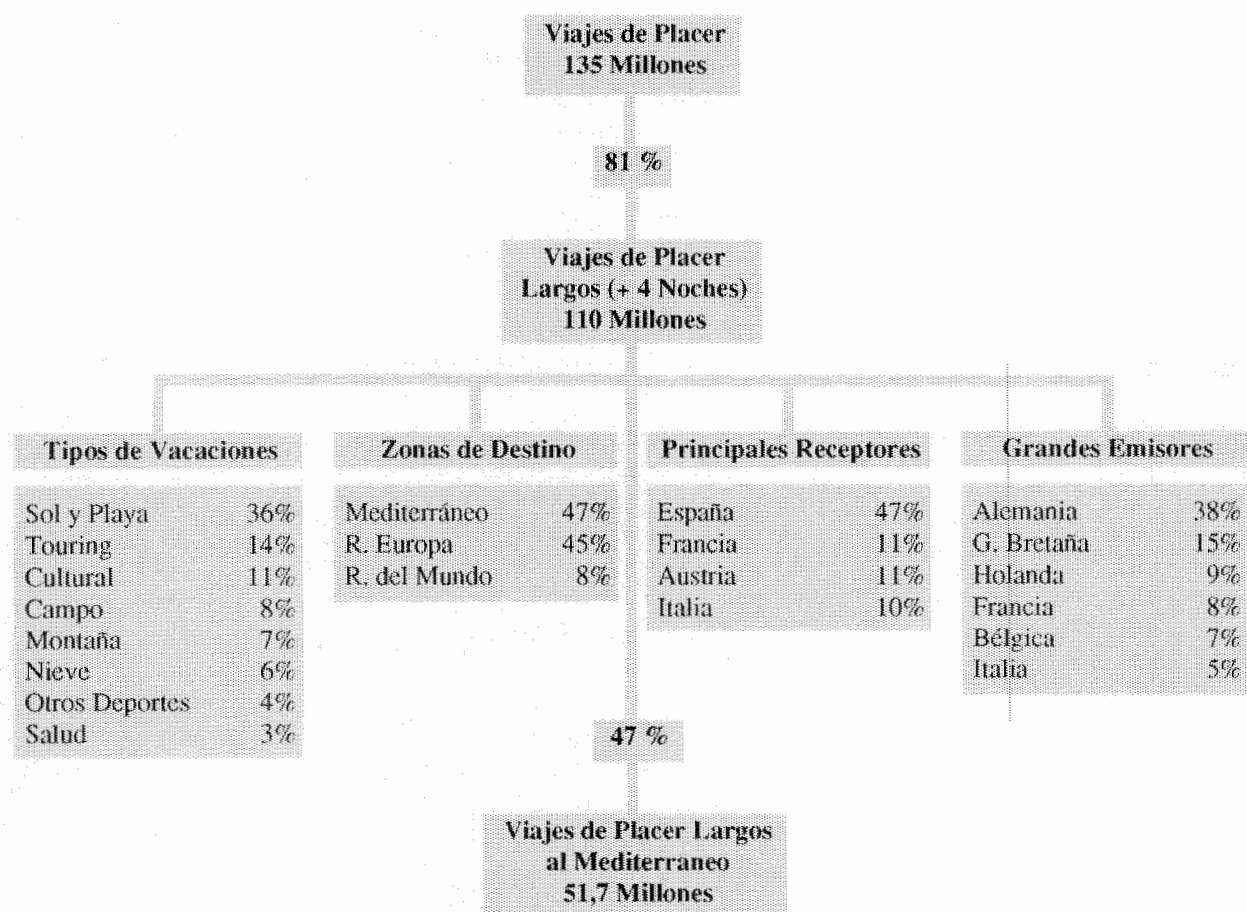 Viajes de Placer
135 Millones
81 %
Viajes de Placer
Largos (+ 4 Noches)
110 Millones
Tipos de Vacaciones
Sol y Playa 36%
Touring 14%
Cultural 11%
Campo 8%
Montaña 7%
Nieve 6%
Otros Deportes 4%
Salud 3%
Zonas de Destino
Mediterráneo 47%
R. Europa 45%
R. del Mundo 8%
Principales Receptores
España 47%
Francia 11%
Austria 11%
Italia 10%
Grandes Emisores
Alemania 38%
G. Bretaña 15%
Holanda 9%
Francia 8%
Bélgica 7%
Italia 5%
47 %
Viajes de Placer Largos
al Mediterraneo
51,7 Millones